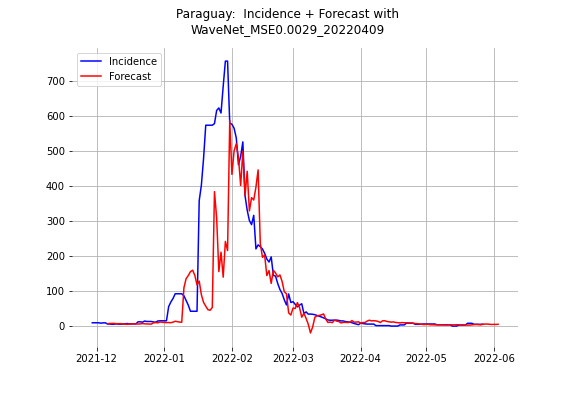 Paraguay:  Incidence + Forecast with
WaveNet_MSE0.0029_20220409
Incidence
Forecast
700
600
500
400
300
200
100
0
2021-12 2022-01 2022-02 2022-03 2022-04 2022-05 2022-06